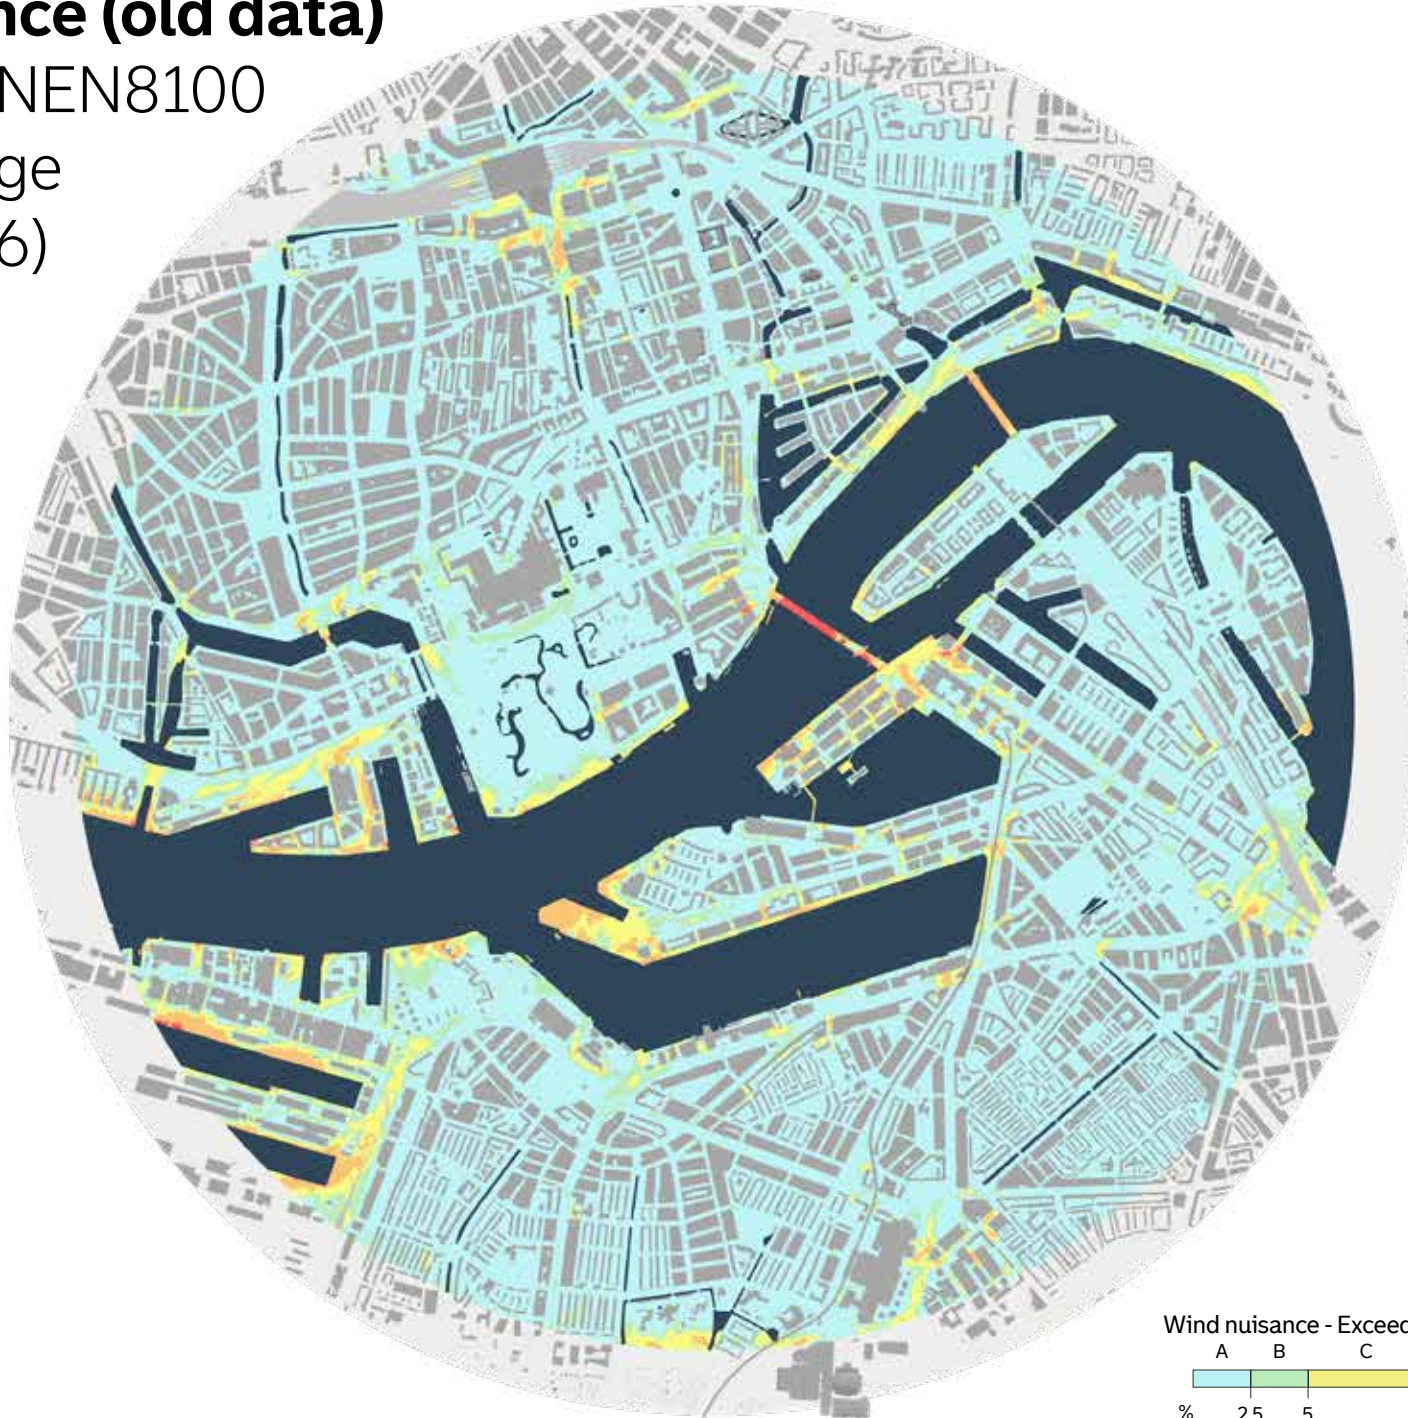 nce (old data)
NEN8100
ge
6)
Wind nuisance - Exceed
A B C
% 2.5 5